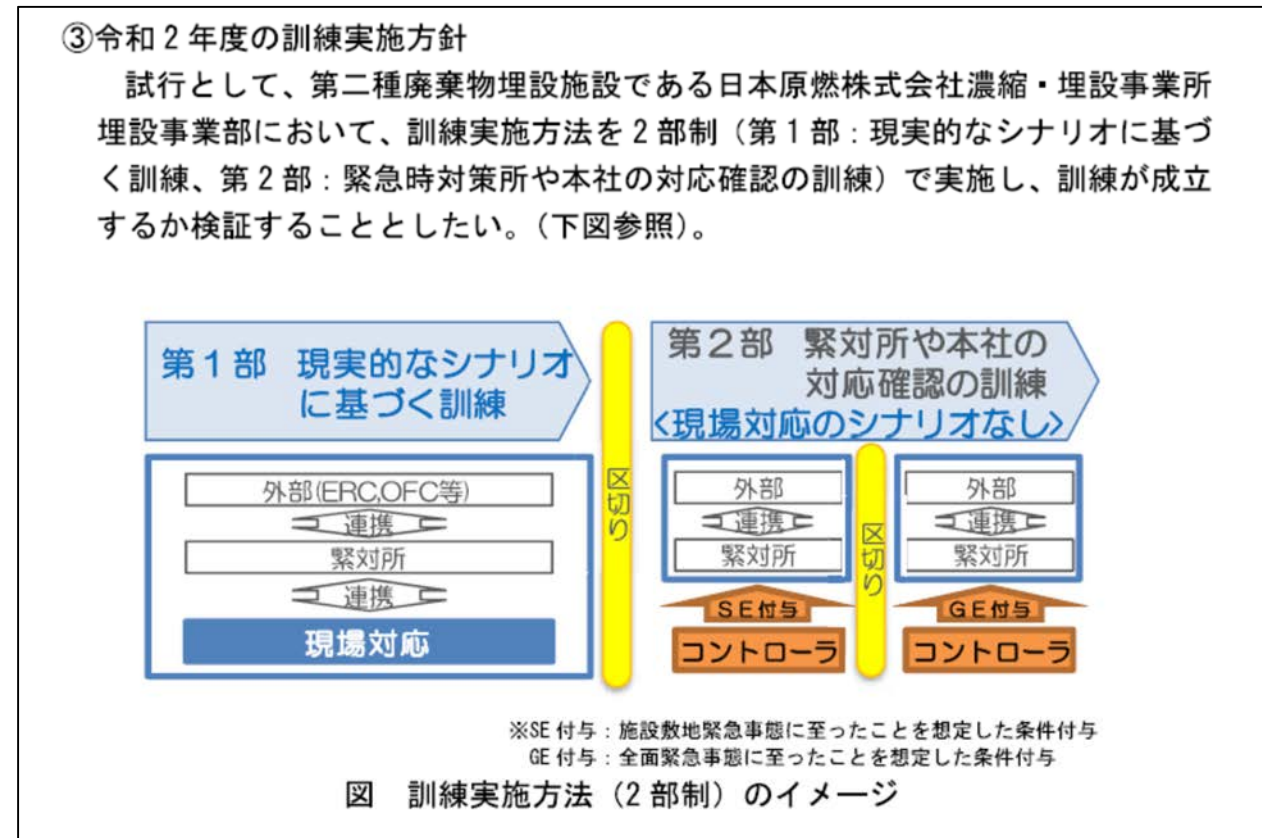 ③令和２年度の訓練実施方針
試行として、第二種廃棄物埋設施設である日本原燃株式会社濃縮・埋設事業所
埋設事業部において、訓練実施方法を２部制（第１部：現実的なシナリオに基づ
く訓練、第２部：緊急時対策所や本社の対応確認の訓練）で実施し、訓練が成立
するか検証することとしたい。（下図参照）。
第１部 現実的なシナリオ
に基づく訓練
外部(ERC,OFC等)
連携
緊対所
連携
現場対応
区切り
第２部 緊対所や本社の
対応確認の訓練
<現場対応のシナリオなし>
外部
連携
緊対所
ＳＥ付与
コントローラ
区切り
外部
連携
緊対所
ＧＥ付与
コントローラ
※SE 付与：施設敷地緊急事態に至ったことを想定した条件付与
GE 付与：全面緊急事態に至ったことを想定した条件付与
図 訓練実施方法（２部制）のイメージ